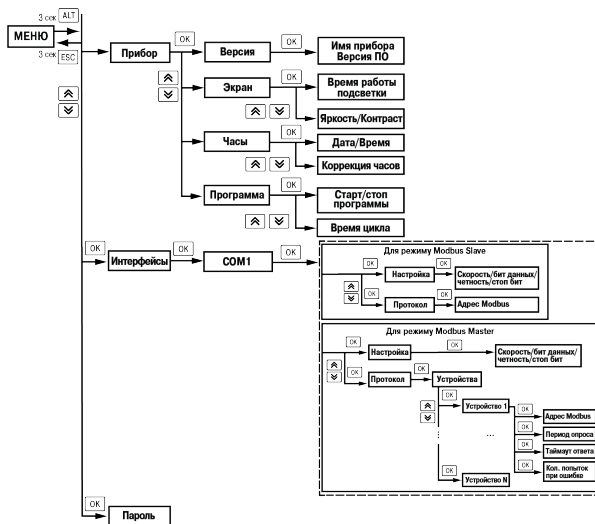 3 сек ALT
МЕНЮ
3 сек ESC
OK
Прибор
OK
Версия
OK
Имя прибора
Версия ПО
Экран
OK
Время работы
подсветки
Яркость/Контраст
Часы
OK
Дата/Время
Коррекция часов
Программа
OK
Старт/стоп
программы
Время цикла
OK
Интерфейсы
OK
COM1
OK
Для режиму Modbus Slave
OK
Настройка
OK
Скорость/бит данных/
четность/стоп бит
OK
Протокол
OK
Адрес Modbus
Для режиму Modbus Master
OK
Настройка
OK
Скорость/бит данных/
четность/стоп бит
OK
Протокол
OK
Устройства
OK
Устройство 1
OK
Адрес Modbus
OK
Период опроса
OK
Таймаут ответа
OK
Кол. попыток
при ошибке
...
OK
Устройство N
OK
Пароль